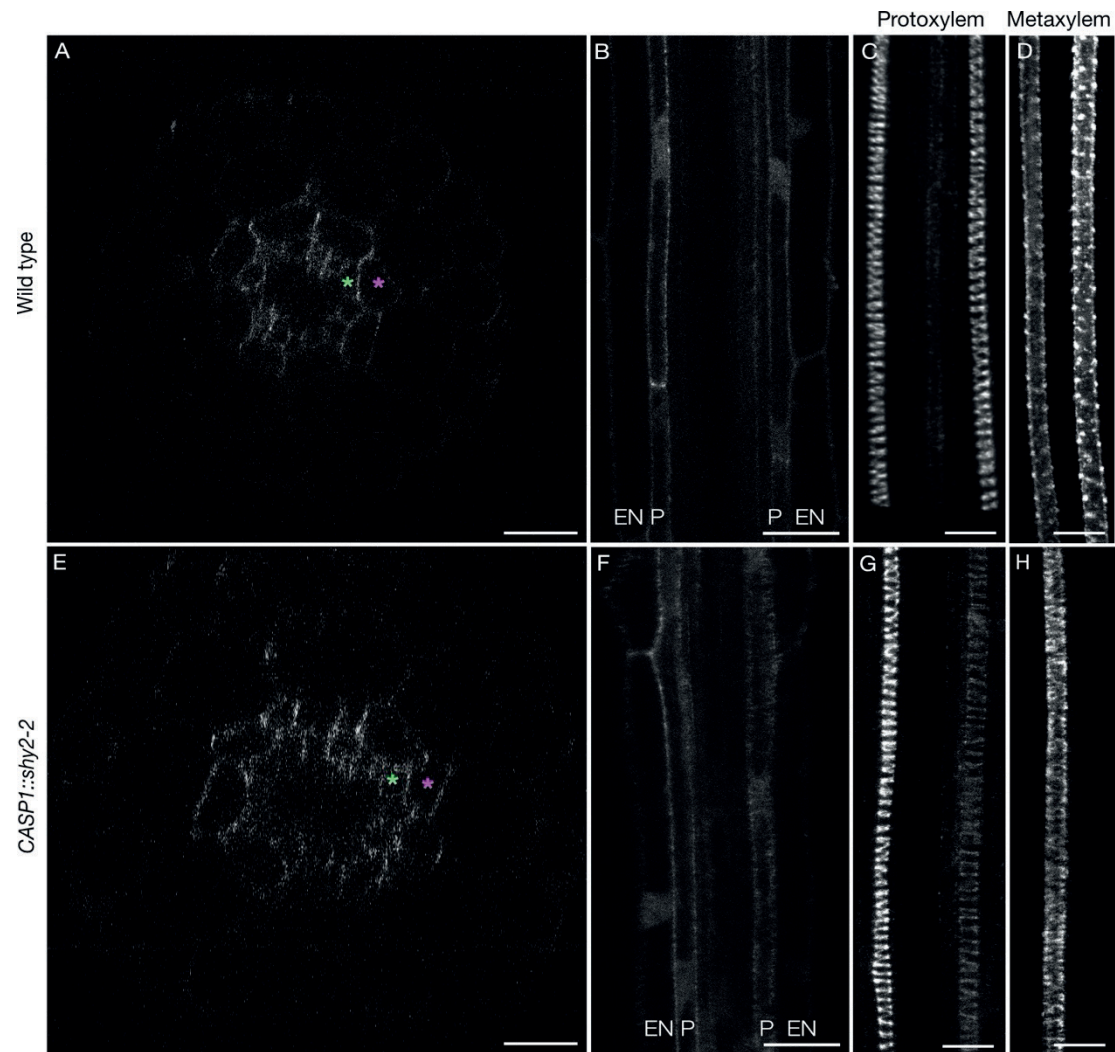 Protoxylem Metaxylem
Wild type
A
B
C
D
EN P
P EN
CASP1::shy2-2
E
F
G
H
EN P
P EN